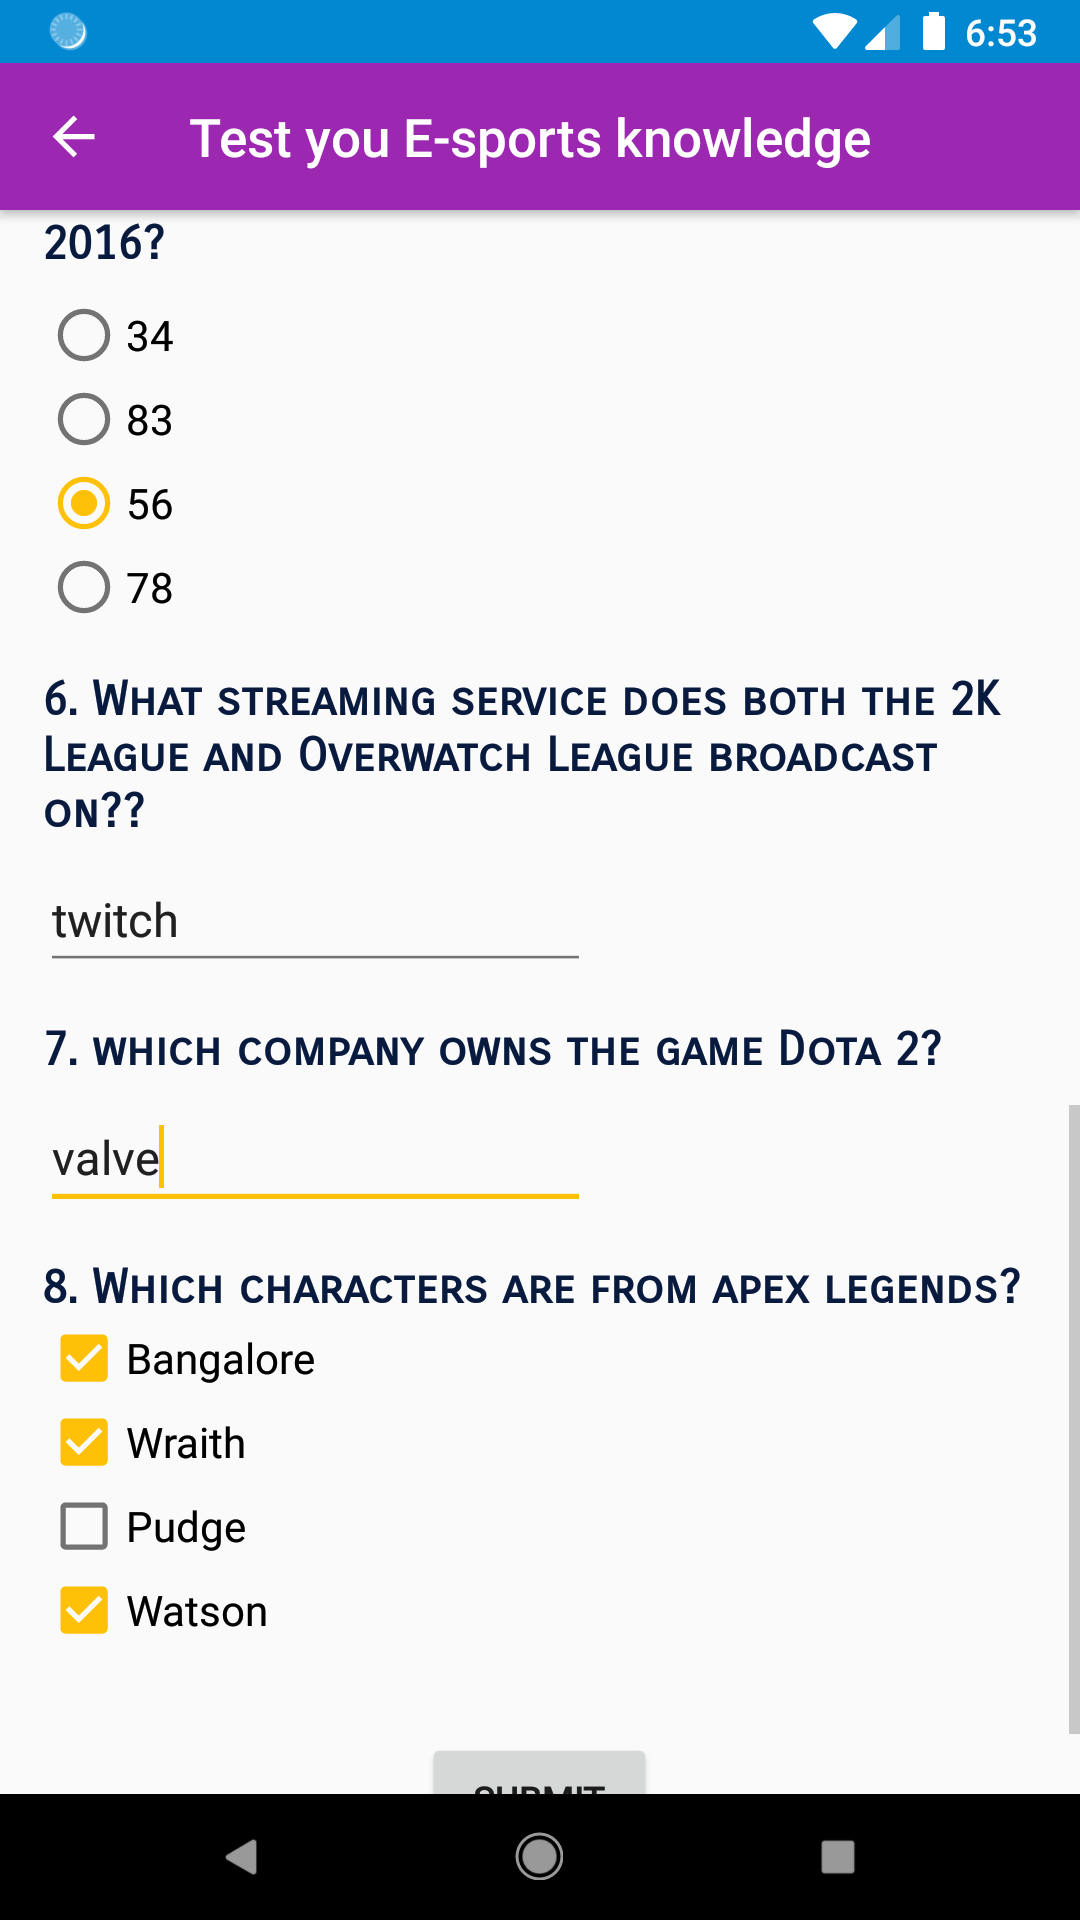 6:53
Test you E-sports knowledge
2016?
34
83
56
78
6. What streaming service does both the 2K
League and Overwatch League broadcast
on??
twitch
7. which company owns the game Dota 2?
valve
8. Which characters are from apex legends?
Bangalore
Wraith
Pudge
Watson
SUBMIT